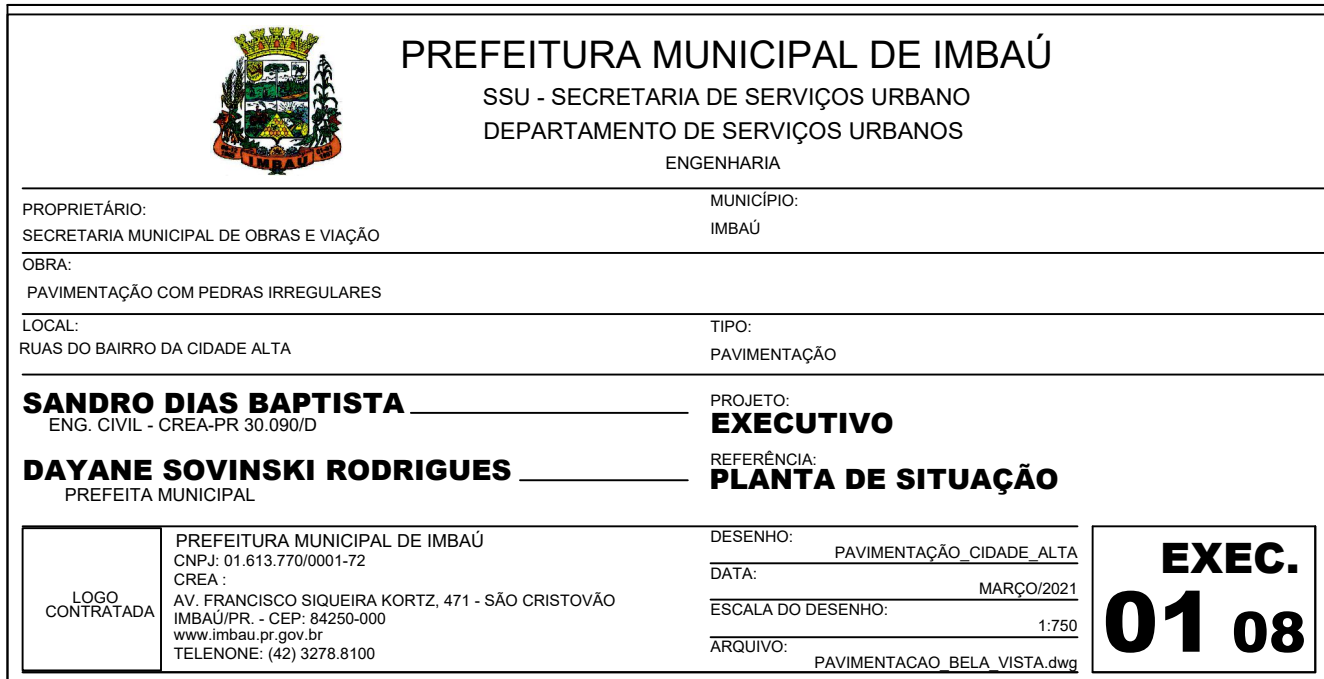 PREFEITURA MUNICIPAL DE IMBAÚ
SSU - SECRETARIA DE SERVIÇOS URBANO
DEPARTAMENTO DE SERVIÇOS URBANOS
ENGENHARIA
IMBAÚ
PROPRIETÁRIO:
SECRETARIA MUNICIPAL DE OBRAS E VIAÇÃO
MUNICÍPIO:
IMBAÚ
OBRA:
PAVIMENTAÇÃO COM PEDRAS IRREGULARES
LOCAL:
RUAS DO BAIRRO DA CIDADE ALTA
TIPO:
PAVIMENTAÇÃO
SANDRO DIAS BAPTISTA
ENG. CIVIL - CREA-PR 30.090/D
DAYANE SOVINSKI RODRIGUES
PREFEITA MUNICIPAL
PROJETO:
EXECUTIVO
REFERÊNCIA:
PLANTA DE SITUAÇÃO
LOGO
CONTRATADA
PREFEITURA MUNICIPAL DE IMBAÚ
CNPJ: 01.613.770/0001-72
CREA :
AV. FRANCISCO SIQUEIRA KORTZ, 471 - SÃO CRISTOVÃO
IMBAÚ/PR. - CEP: 84250-000
www.imbau.pr.gov.br
TELENONE: (42) 3278.8100
DESENHO:
PAVIMENTAÇÃO_CIDADE_ALTA
DATA:
MARÇO/2021
ESCALA DO DESENHO:
1:750
ARQUIVO:
PAVIMENTACAO_BELA_VISTA.dwg
EXEC.
01 08